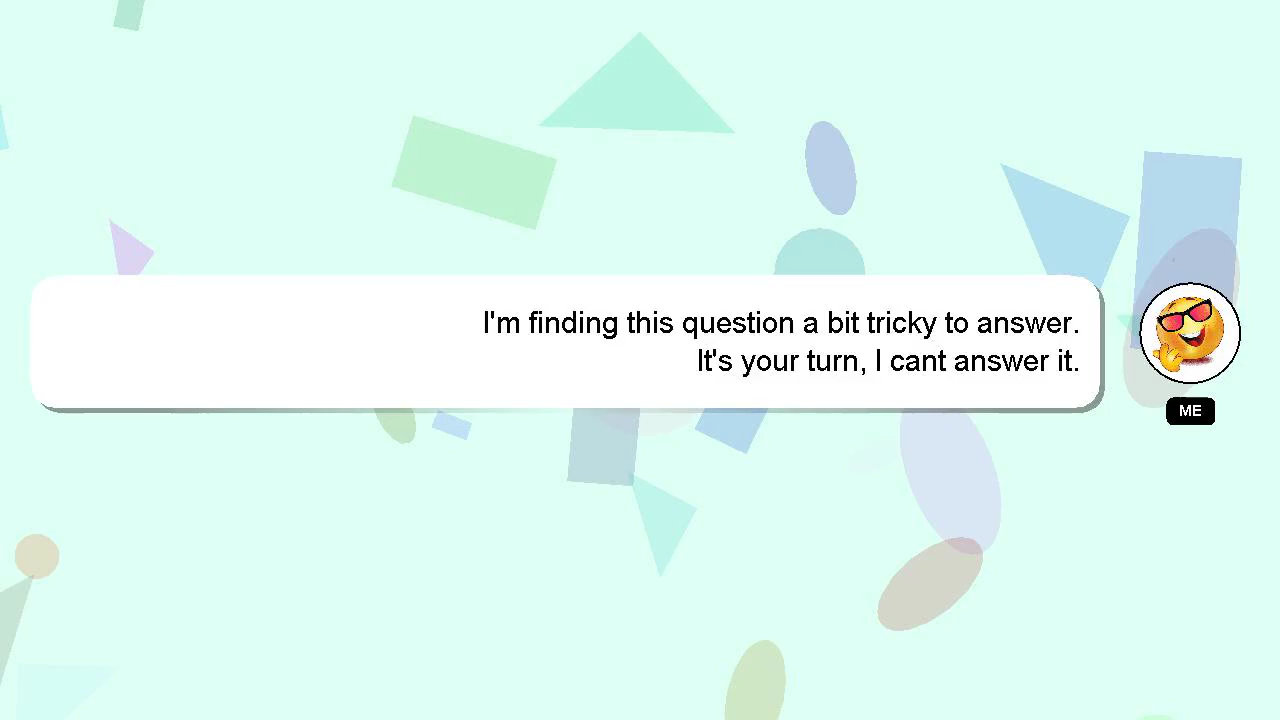 I'm finding this question a bit tricky to answer.
It's your turn, I cant answer it.
ME